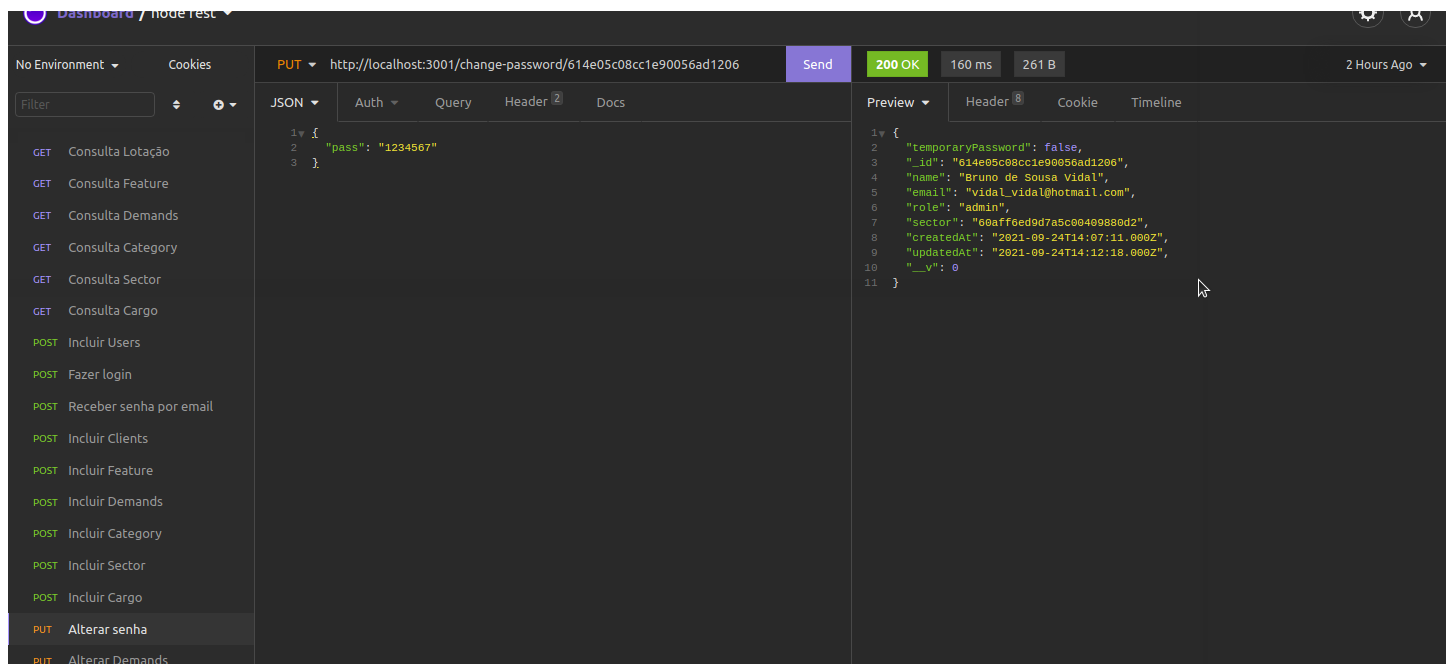 Dashboard / node rest
No Environment
Cookies
Filter
GET Consulta Lotação
GET Consulta Feature
GET Consulta Demands
GET Consulta Category
GET Consulta Sector
GET Consulta Cargo
POST Incluir Users
POST Fazer login
POST Receber senha por email
POST Incluir Clients
POST Incluir Feature
POST Incluir Demands
POST Incluir Category
POST Incluir Sector
POST Incluir Cargo
PUT Alterar senha
PUT Alterar Demands
PUT http://localhost:3001/change-password/614e05c08cc1e90056ad1206 Send
JSON Auth Query Header 2 Docs
1 {
2 "pass": "1234567"
3 }
200 OK 160 ms 261 B 2 Hours Ago
Preview Header 8 Cookie Timeline
1 {
2 "temporaryPassword": false,
3 "_id": "614e05c08cc1e90056ad1206",
4 "name": "Bruno de Sousa Vidal",
5 "email": "vidal_vidal@hotmail.com",
6 "role": "admin",
7 "sector": "60aff6ed9d7a5c00409880d2",
8 "createdAt": "2021-09-24T14:07:11.000Z",
9 "updatedAt": "2021-09-24T14:12:18.000Z",
10 "__v": 0
11 }